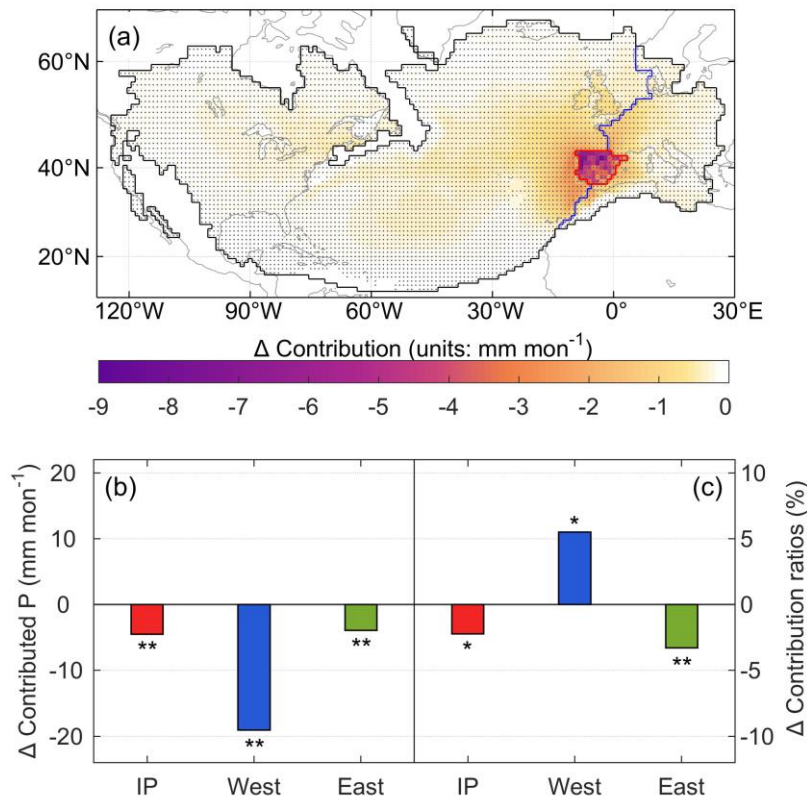 (a)
60°N
40°N
20°N
120°W 90°W 60°W 30°W 0° 30°E
Δ Contribution (units: mm mon⁻¹)
-9 -8 -7 -6 -5 -4 -3 -2 -1 0
(b)
Δ Contributed P (mm mon⁻¹)
20
10
0
-10
-20
** ** **
IP West East
(c)
* * **
IP West East
10
5
0
-5
-10
Δ Contribution ratios (%)